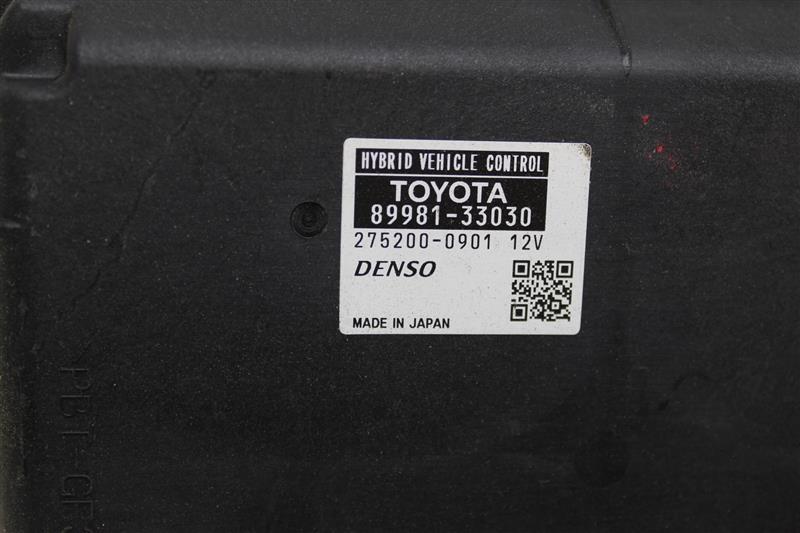 HYBRID VEHICLE CONTROL
TOYOTA
89981-33030
275200-0901 12V
DENSO
MADE IN JAPAN